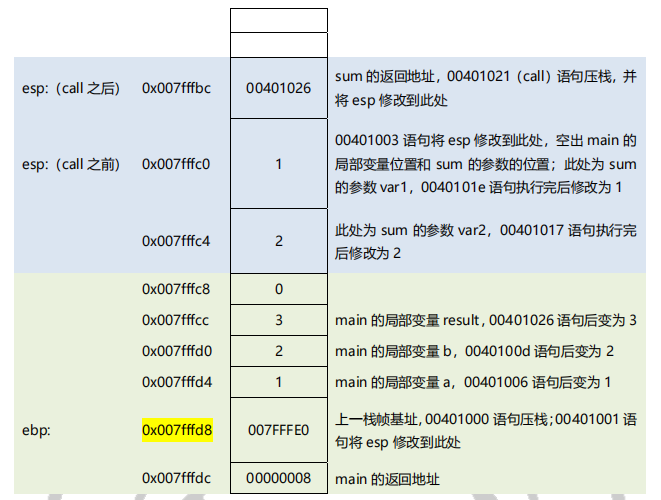 esp:（call 之后） 0x007fffbc 00401026 sum 的返回地址，00401021（call）语句压栈，并
将 esp 修改到此处
00401003 语句将 esp 修改到此处，空出 main 的
esp:（call 之前） 0x007fffc0 1 局部变量位置和 sum 的参数的位置；此处为 sum
的参数 var1，0040101e 语句执行完后修改为 1
0x007fffc4 2 此处为 sum 的参数 var2，00401017 语句执行完
后修改为 2
0x007fffc8 0
0x007fffcc 3 main 的局部变量 result，00401026 语句后变为 3
0x007fffd0 2 main 的局部变量 b，0040100d 语句后变为 2
0x007fffd4 1 main 的局部变量 a，00401006 语句后变为 1
ebp: 0x007fffd8 007FFFE0 上一栈帧基址，00401000 语句压栈；00401001 语
句将 esp 修改到此处
0x007fffdc 00000008 main 的返回地址